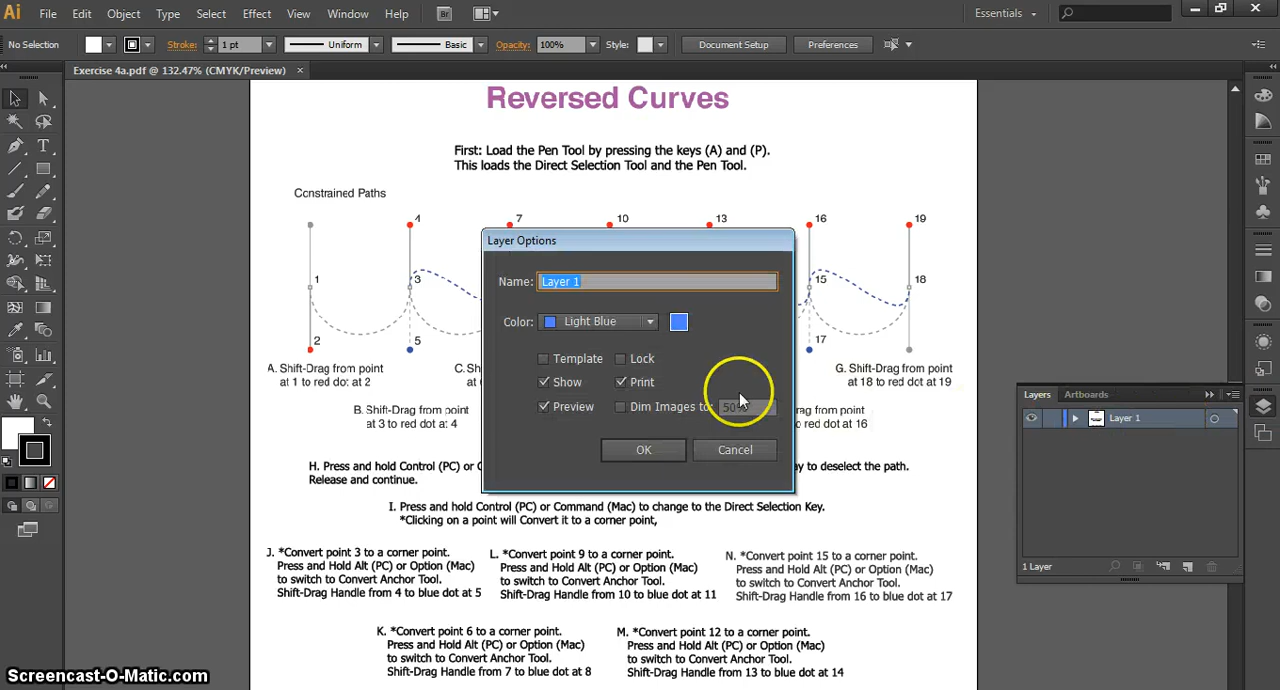 Ai File Edit Object Type Select Effect View Window Help Br Essentials
No Selection Stroke: 1 pt Uniform Basic Opacity: 100% Style: Document Setup Preferences
Exercise 4a.pdf @ 132.47% (CMYK/Preview) ×
Reversed Curves
First: Load the Pen Tool by pressing the keys (A) and (P).
This loads the Direct Selection Tool and the Pen Tool.
Constrained Paths
4 7 10 13 16 19
1 3 15 18
2 5 17
A. Shift-Drag from point
at 1 to red dot at 2
C.
G. Shift-Drag from point
at 18 to red dot at 19
B. Shift-Drag from point
at 3 to red dot at 4
rag from point
red dot at 16
Layer Options
Name: Layer 1
Color: Light Blue
Template Lock
Show Print
Preview Dim Images to: 50%
OK Cancel
Layers Artboards
Layer 1
1 Layer
H. Press and hold Control (PC) or y to deselect the path.
Release and continue.
I. Press and hold Control (PC) or Command (Mac) to change to the Direct Selection Key.
*Clicking on a point will Convert it to a corner point,
J. *Convert point 3 to a corner point.
Press and Hold Alt (PC) or Option (Mac)
to switch to Convert Anchor Tool.
Shift-Drag Handle from 4 to blue dot at 5
L. *Convert point 9 to a corner point.
Press and Hold Alt (PC) or Option (Mac)
to switch to Convert Anchor Tool.
Shift-Drag Handle from 10 to blue dot at 11
N. *Convert point 15 to a corner point.
Press and Hold Alt (PC) or Option (Mac)
to switch to Convert Anchor Tool.
Shift-Drag Handle from 16 to blue dot at 17
K. *Convert point 6 to a corner point.
Press and Hold Alt (PC) or Option (Mac)
to switch to Convert Anchor Tool.
Shift-Drag Handle from 7 to blue dot at 8
M. *Convert point 12 to a corner point.
Press and Hold Alt (PC) or Option (Mac)
to switch to Convert Anchor Tool.
Shift-Drag Handle from 13 to blue dot at 14
Screencast-O-Matic.com